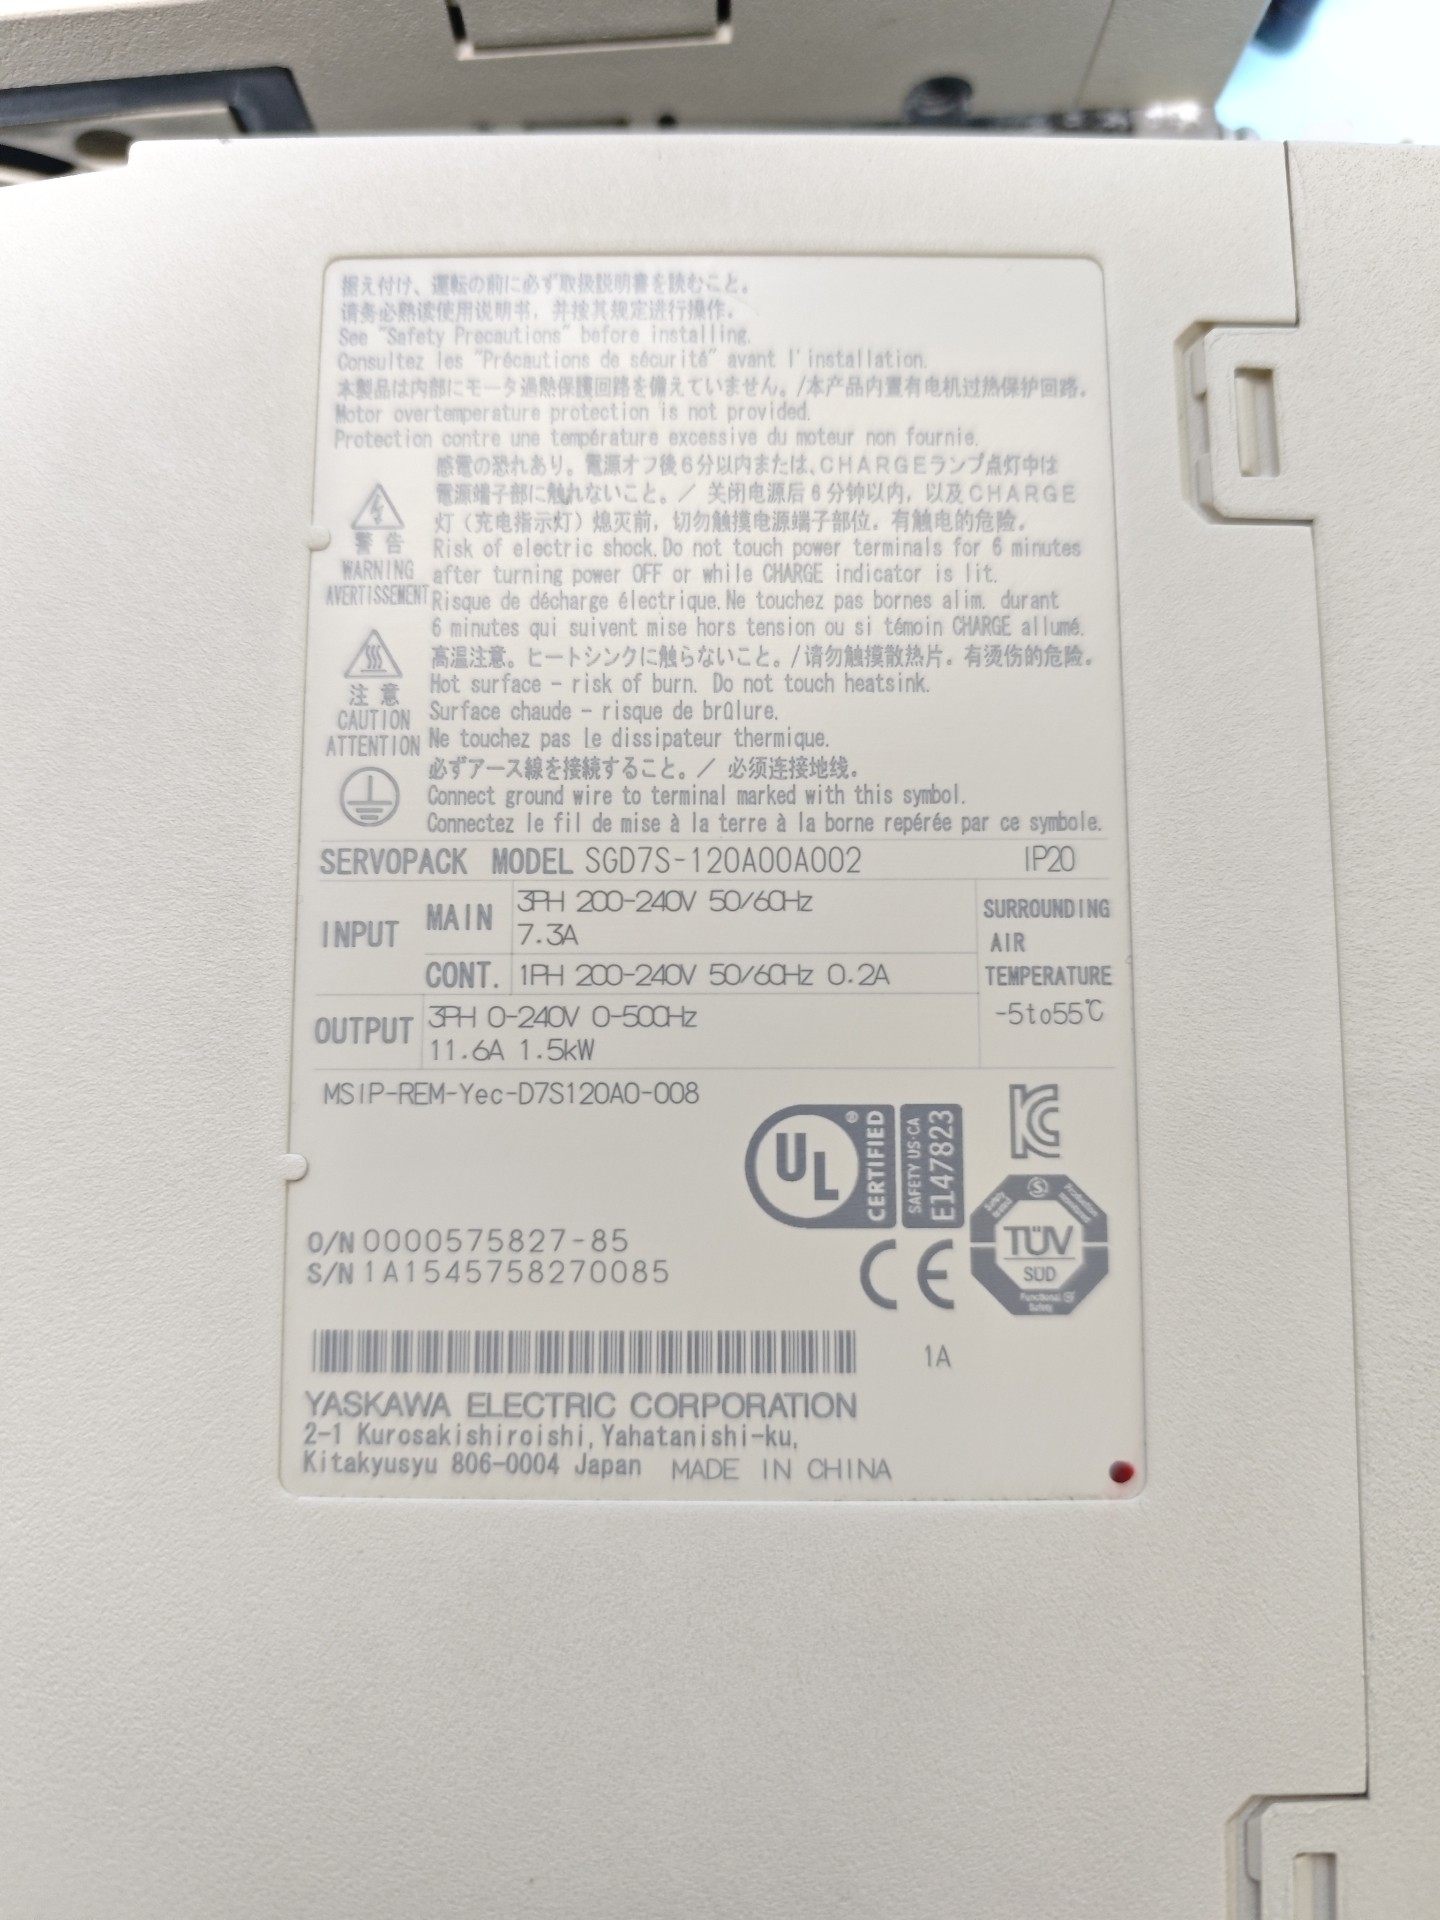 据え付け、運転の前に必ず取扱説明書を読むこと。
请务必熟读使用说明书，并按其规定进行操作。
See "Safety Precautions" before installing.
Consultez les "Précautions de sécurité" avant l'installation.
本製品は内部にモータ過熱保護回路を備えていません。/本产品内置有电机过热保护回路.
Motor overtemperature protection is not provided.
Protection contre une température excessive du moteur non fournie.
警告
WARNING
AVERTISSEMENT
感電の恐れあり。電源オフ後6分以内または、CHARGEランプ点灯中は
電源端子部に触れないこと。/ 关闭电源后6分钟以内，以及CHARGE
灯（充电指示灯）熄灭前，切勿触摸电源端子部位．有触电的危险．
Risk of electric shock.Do not touch power terminals for 6 minutes
after turning power OFF or while CHARGE indicator is lit.
Risque de décharge électrique.Ne touchez pas bornes alim. durant
6 minutes qui suivent mise hors tension ou si témoin CHARGE allumé.
注意
CAUTION
ATTENTION
高温注意。ヒートシンクに触らないこと。/请勿触摸散热片．有烫伤的危险．
Hot surface - risk of burn. Do not touch heatsink.
Surface chaude - risque de brûlure.
Ne touchez pas le dissipateur thermique.
必ずアース線を接続すること。/ 必须连接地线．
Connect ground wire to terminal marked with this symbol.
Connectez le fil de mise à la terre à la borne repérée par ce symbole.
SERVOPACK MODEL SGD7S-120A00A002 IP20
INPUT
MAIN
3PH 200-240V 50/60Hz
7.3A
CONT. 1PH 200-240V 50/60Hz 0.2A
OUTPUT
3PH 0-240V 0-500Hz
11.6A 1.5kW
SURROUNDING
AIR
TEMPERATURE
-5to55℃
MSIP-REM-Yec-D7S120A0-008
UL ® CERTIFIED
SAFETY US·CA
E147823
KC
Safety tested
Production monitored
TÜV
SÜD
Functional Safety
CE
O/N 0000575827-85
S/N 1A1545758270085
1A
YASKAWA ELECTRIC CORPORATION
2-1 Kurosakishiroishi,Yahatanishi-ku,
Kitakyusyu 806-0004 Japan MADE IN CHINA